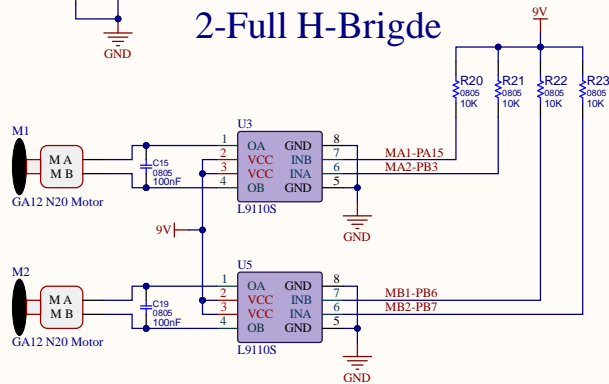 GND
2-Full H-Brigde
9V
R20
0805
10K
R21
0805
10K
R22
0805
10K
R23
0805
10K
M1
M A
M B
GA12 N20 Motor
C15
0805
100nF
U3
1 OA GND 8
2 VCC INB 7 MA1-PA15
3 VCC INA 6 MA2-PB3
4 OB GND 5
L9110S
GND
9V
M2
M A
M B
GA12 N20 Motor
C19
0805
100nF
U5
1 OA GND 8
2 VCC INB 7 MB1-PB6
3 VCC INA 6 MB2-PB7
4 OB GND 5
L9110S
GND